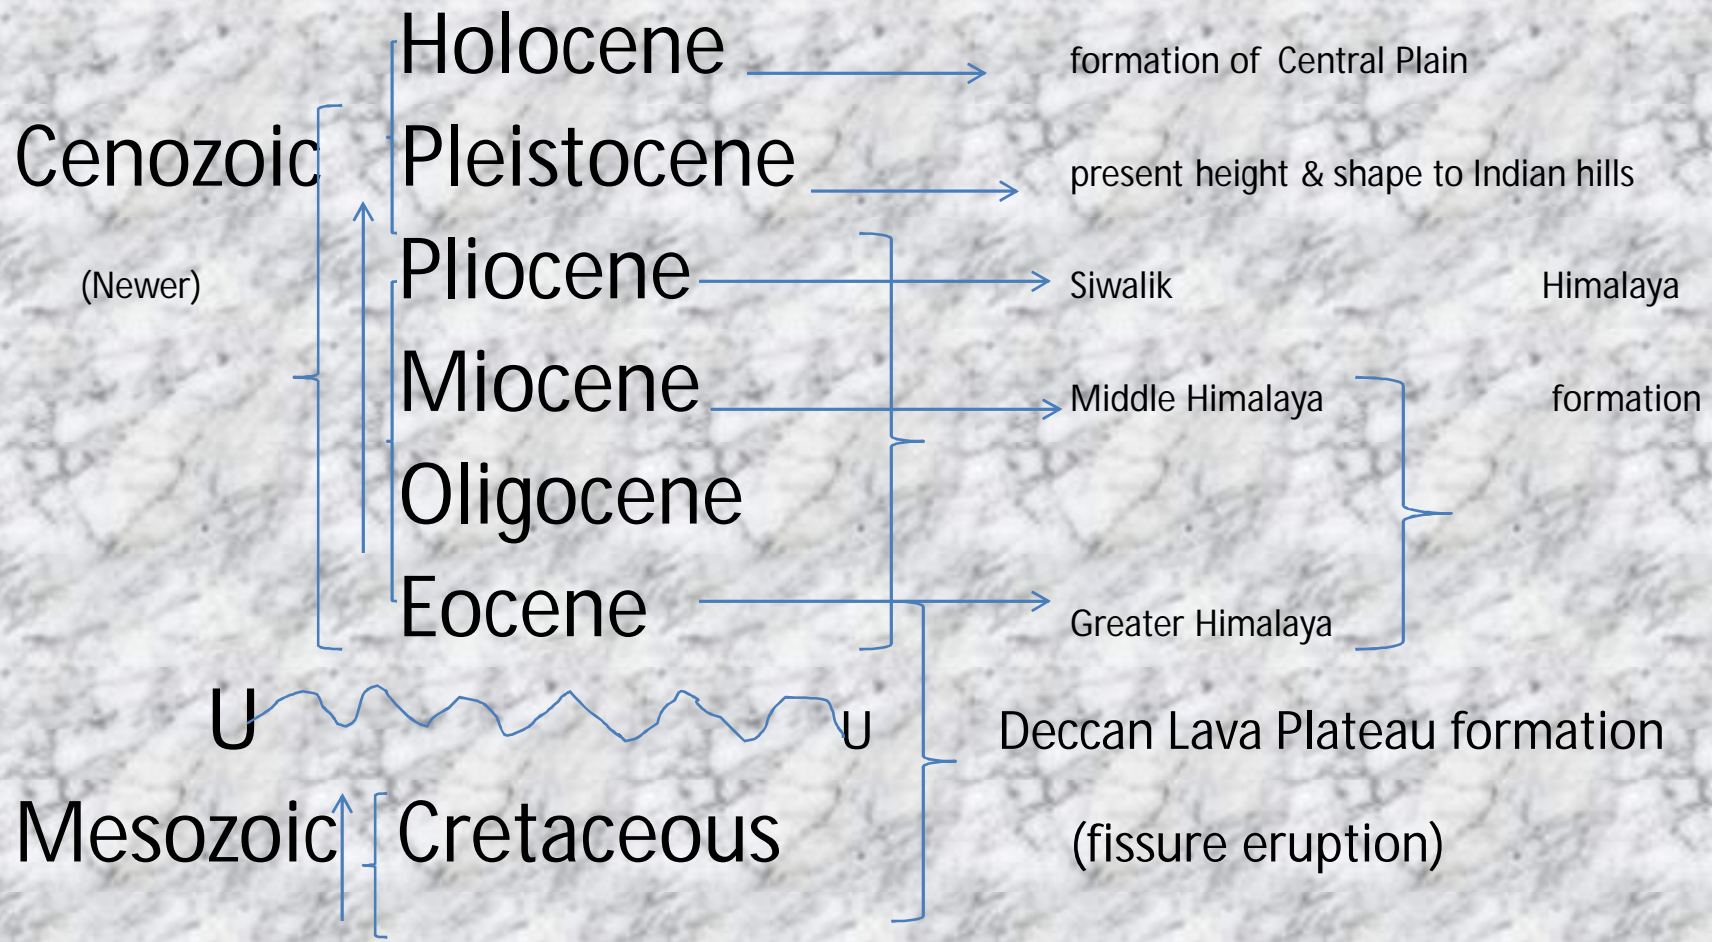 Holocene formation of Central Plain
Cenozoic Pleistocene present height & shape to Indian hills
(Newer) Pliocene Siwalik Himalaya
Miocene Middle Himalaya formation
Oligocene
Eocene Greater Himalaya
U U Deccan Lava Plateau formation
Mesozoic Cretaceous (fissure eruption)